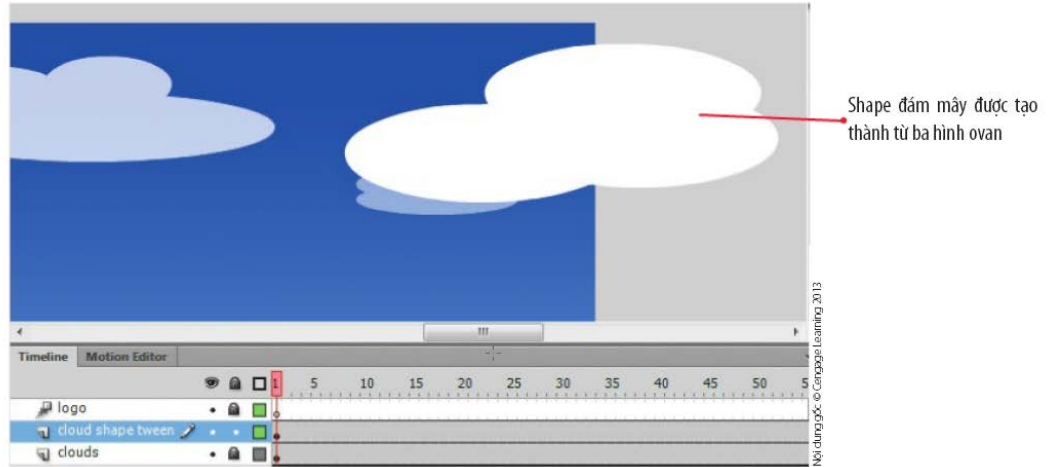 Shape đám mây được tạo
thành từ ba hình ovan
Nội dung gốc © Cengage Learning 2013
Timeline Motion Editor
1 5 10 15 20 25 30 35 40 45 50 5
logo
cloud shape tween
clouds